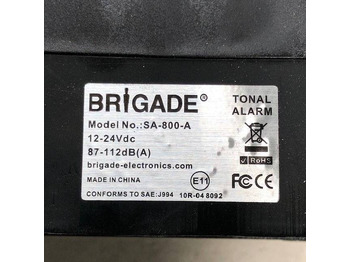 BRIGADE®
TONAL
ALARM
Model No.:SA-800-A
12-24Vdc
87-112dB(A)
brigade-electronics.com
RoHS
MADE IN CHINA
E11
FCC
CONFORMS TO SAE:J994 10R-04 8092